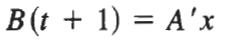 B(t + 1) = A'x